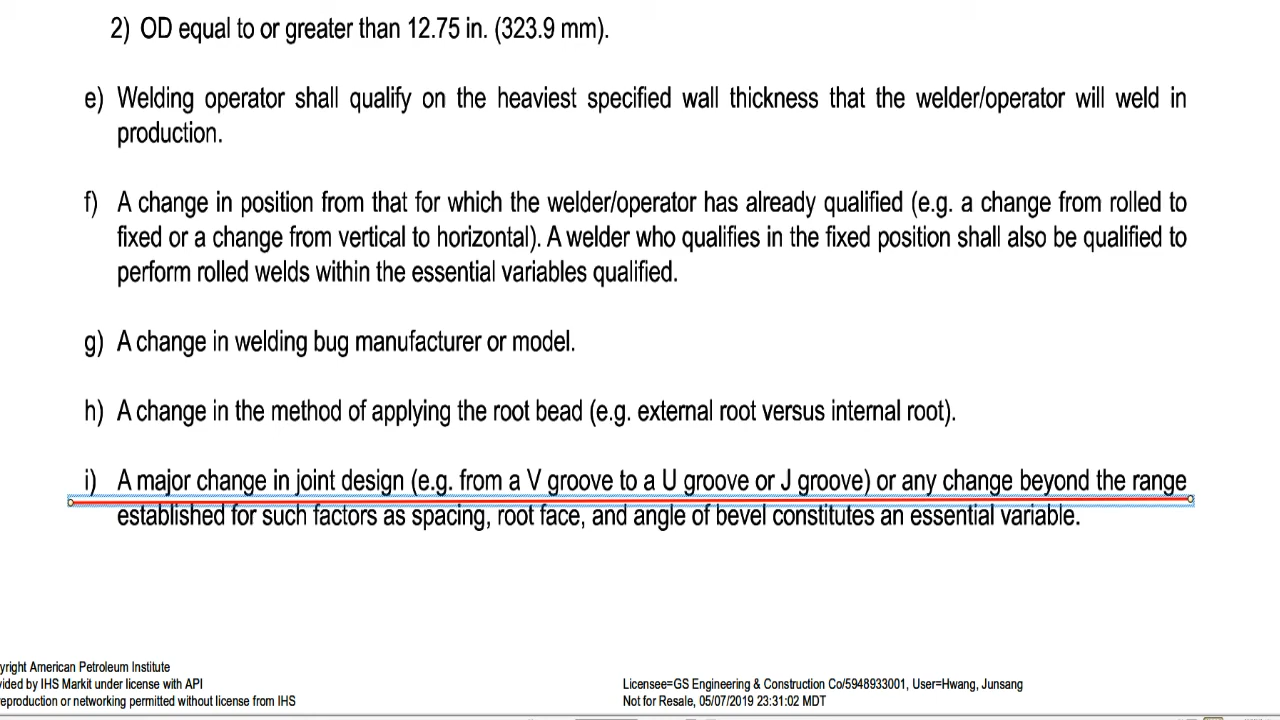 2) OD equal to or greater than 12.75 in. (323.9 mm).
e) Welding operator shall qualify on the heaviest specified wall thickness that the welder/operator will weld in
production.
f) A change in position from that for which the welder/operator has already qualified (e.g. a change from rolled to
fixed or a change from vertical to horizontal). A welder who qualifies in the fixed position shall also be qualified to
perform rolled welds within the essential variables qualified.
g) A change in welding bug manufacturer or model.
h) A change in the method of applying the root bead (e.g. external root versus internal root).
i) A major change in joint design (e.g. from a V groove to a U groove or J groove) or any change beyond the range
established for such factors as spacing, root face, and angle of bevel constitutes an essential variable.
yright American Petroleum Institute
vided by IHS Markit under license with API
eproduction or networking permitted without license from IHS
Licensee=GS Engineering & Construction Co/5948933001, User=Hwang, Junsang
Not for Resale, 05/07/2019 23:31:02 MDT